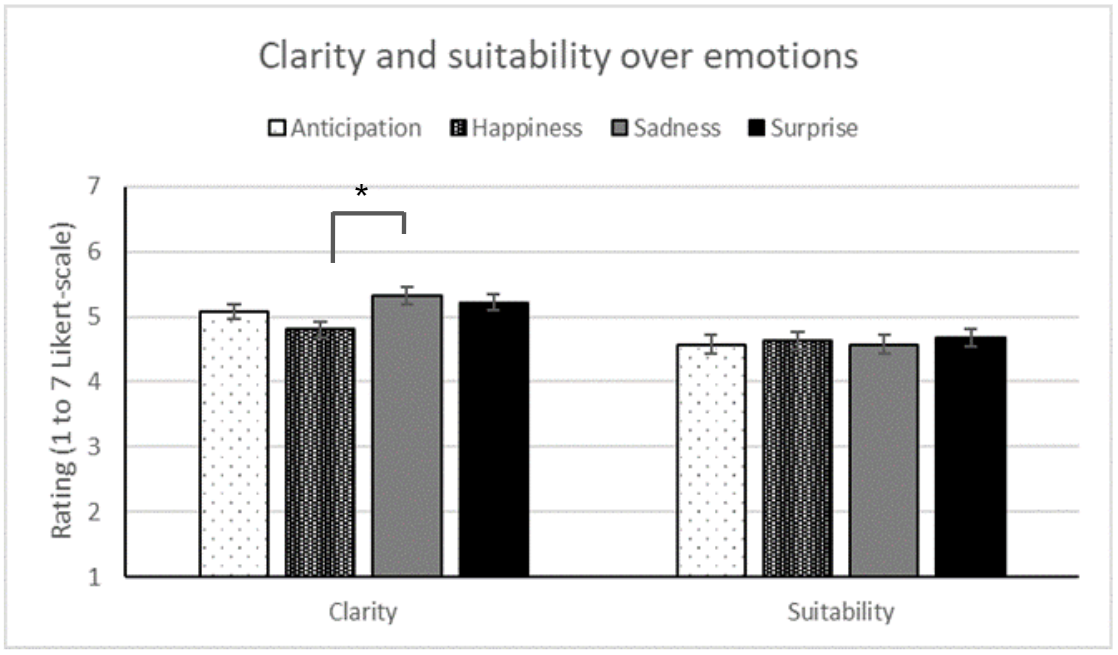 Clarity and suitability over emotions
Anticipation Happiness Sadness Surprise
Rating (1 to 7 Likert-scale)
7
*
6
5
4
3
2
1
Clarity Suitability